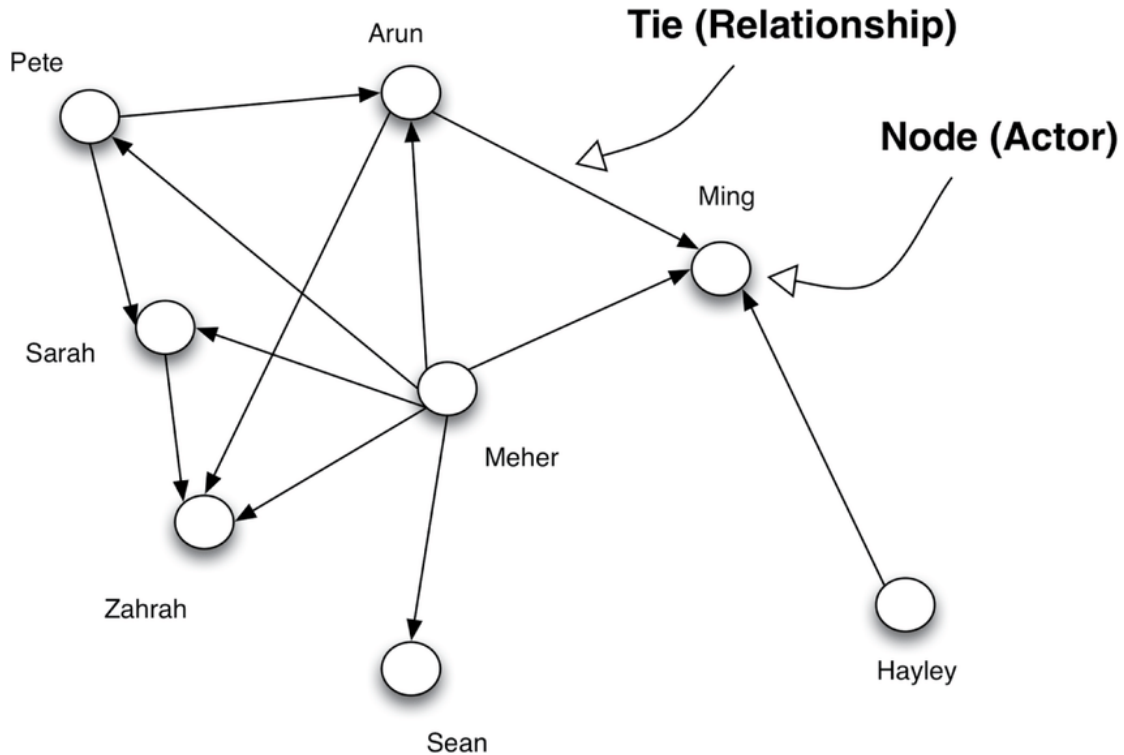 Tie (Relationship)
Arun
Pete
Node (Actor)
Ming
Sarah
Meher
Zahrah
Hayley
Sean